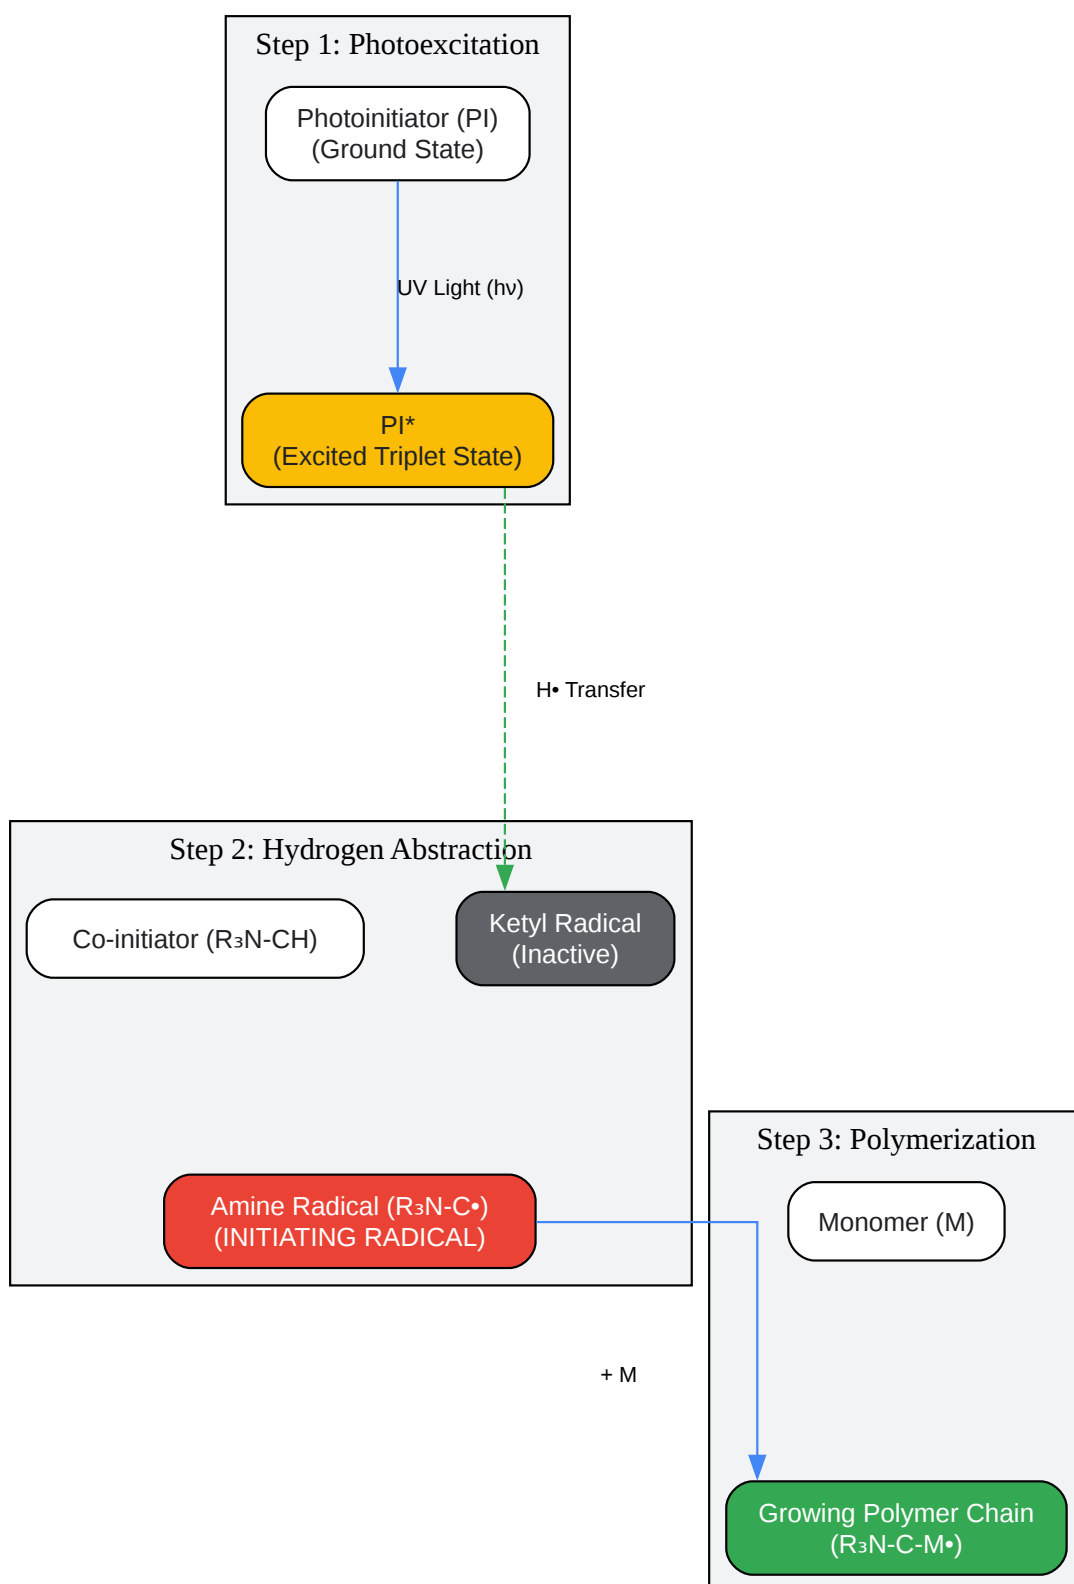 Step 1: Photoexcitation
Photoinitiator (PI)
(Ground State)
UV Light (hν)
PI*
(Excited Triplet State)
H• Transfer
Step 2: Hydrogen Abstraction
Co-initiator (R₃N-CH)
Ketyl Radical
(Inactive)
Amine Radical (R₃N-C•)
(INITIATING RADICAL)
Step 3: Polymerization
Monomer (M)
+ M
Growing Polymer Chain
(R₃N-C-M•)